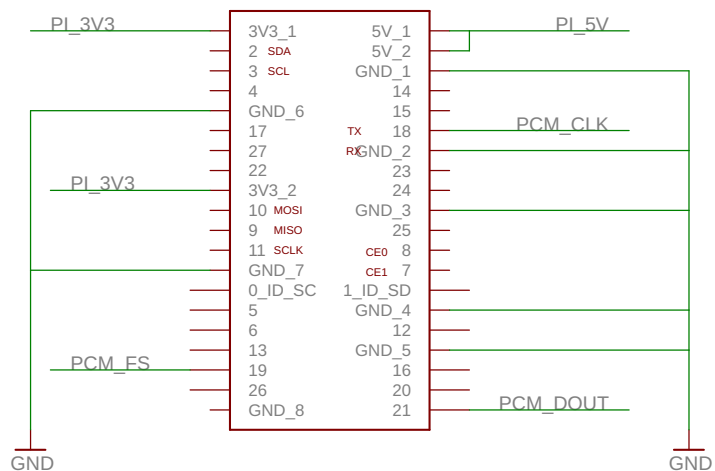 PI_3V3 3V3_1 5V_1 PI_5V
2 SDA 5V_2
3 SCL GND_1
4 14
GND_6 15
17 TX 18 PCM_CLK
27 RX GND_2
22 23
PI_3V3 3V3_2 24
10 MOSI GND_3
9 MISO 25
11 SCLK CE0 8
GND_7 CE1 7
0_ID_SC 1_ID_SD
5 GND_4
6 12
13 GND_5
PCM_FS 19 16
26 20
GND_8 21 PCM_DOUT
GND GND